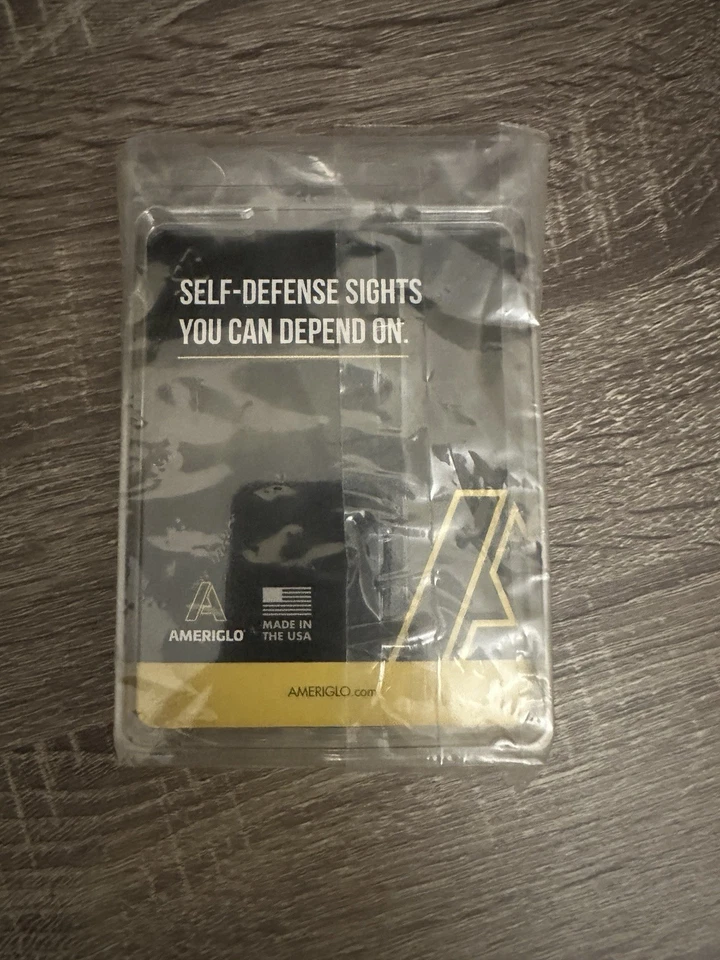 SELF-DEFENSE SIGHTS
YOU CAN DEPEND ON.
AMERIGLO
MADE IN
THE USA
AMERIGLO.com